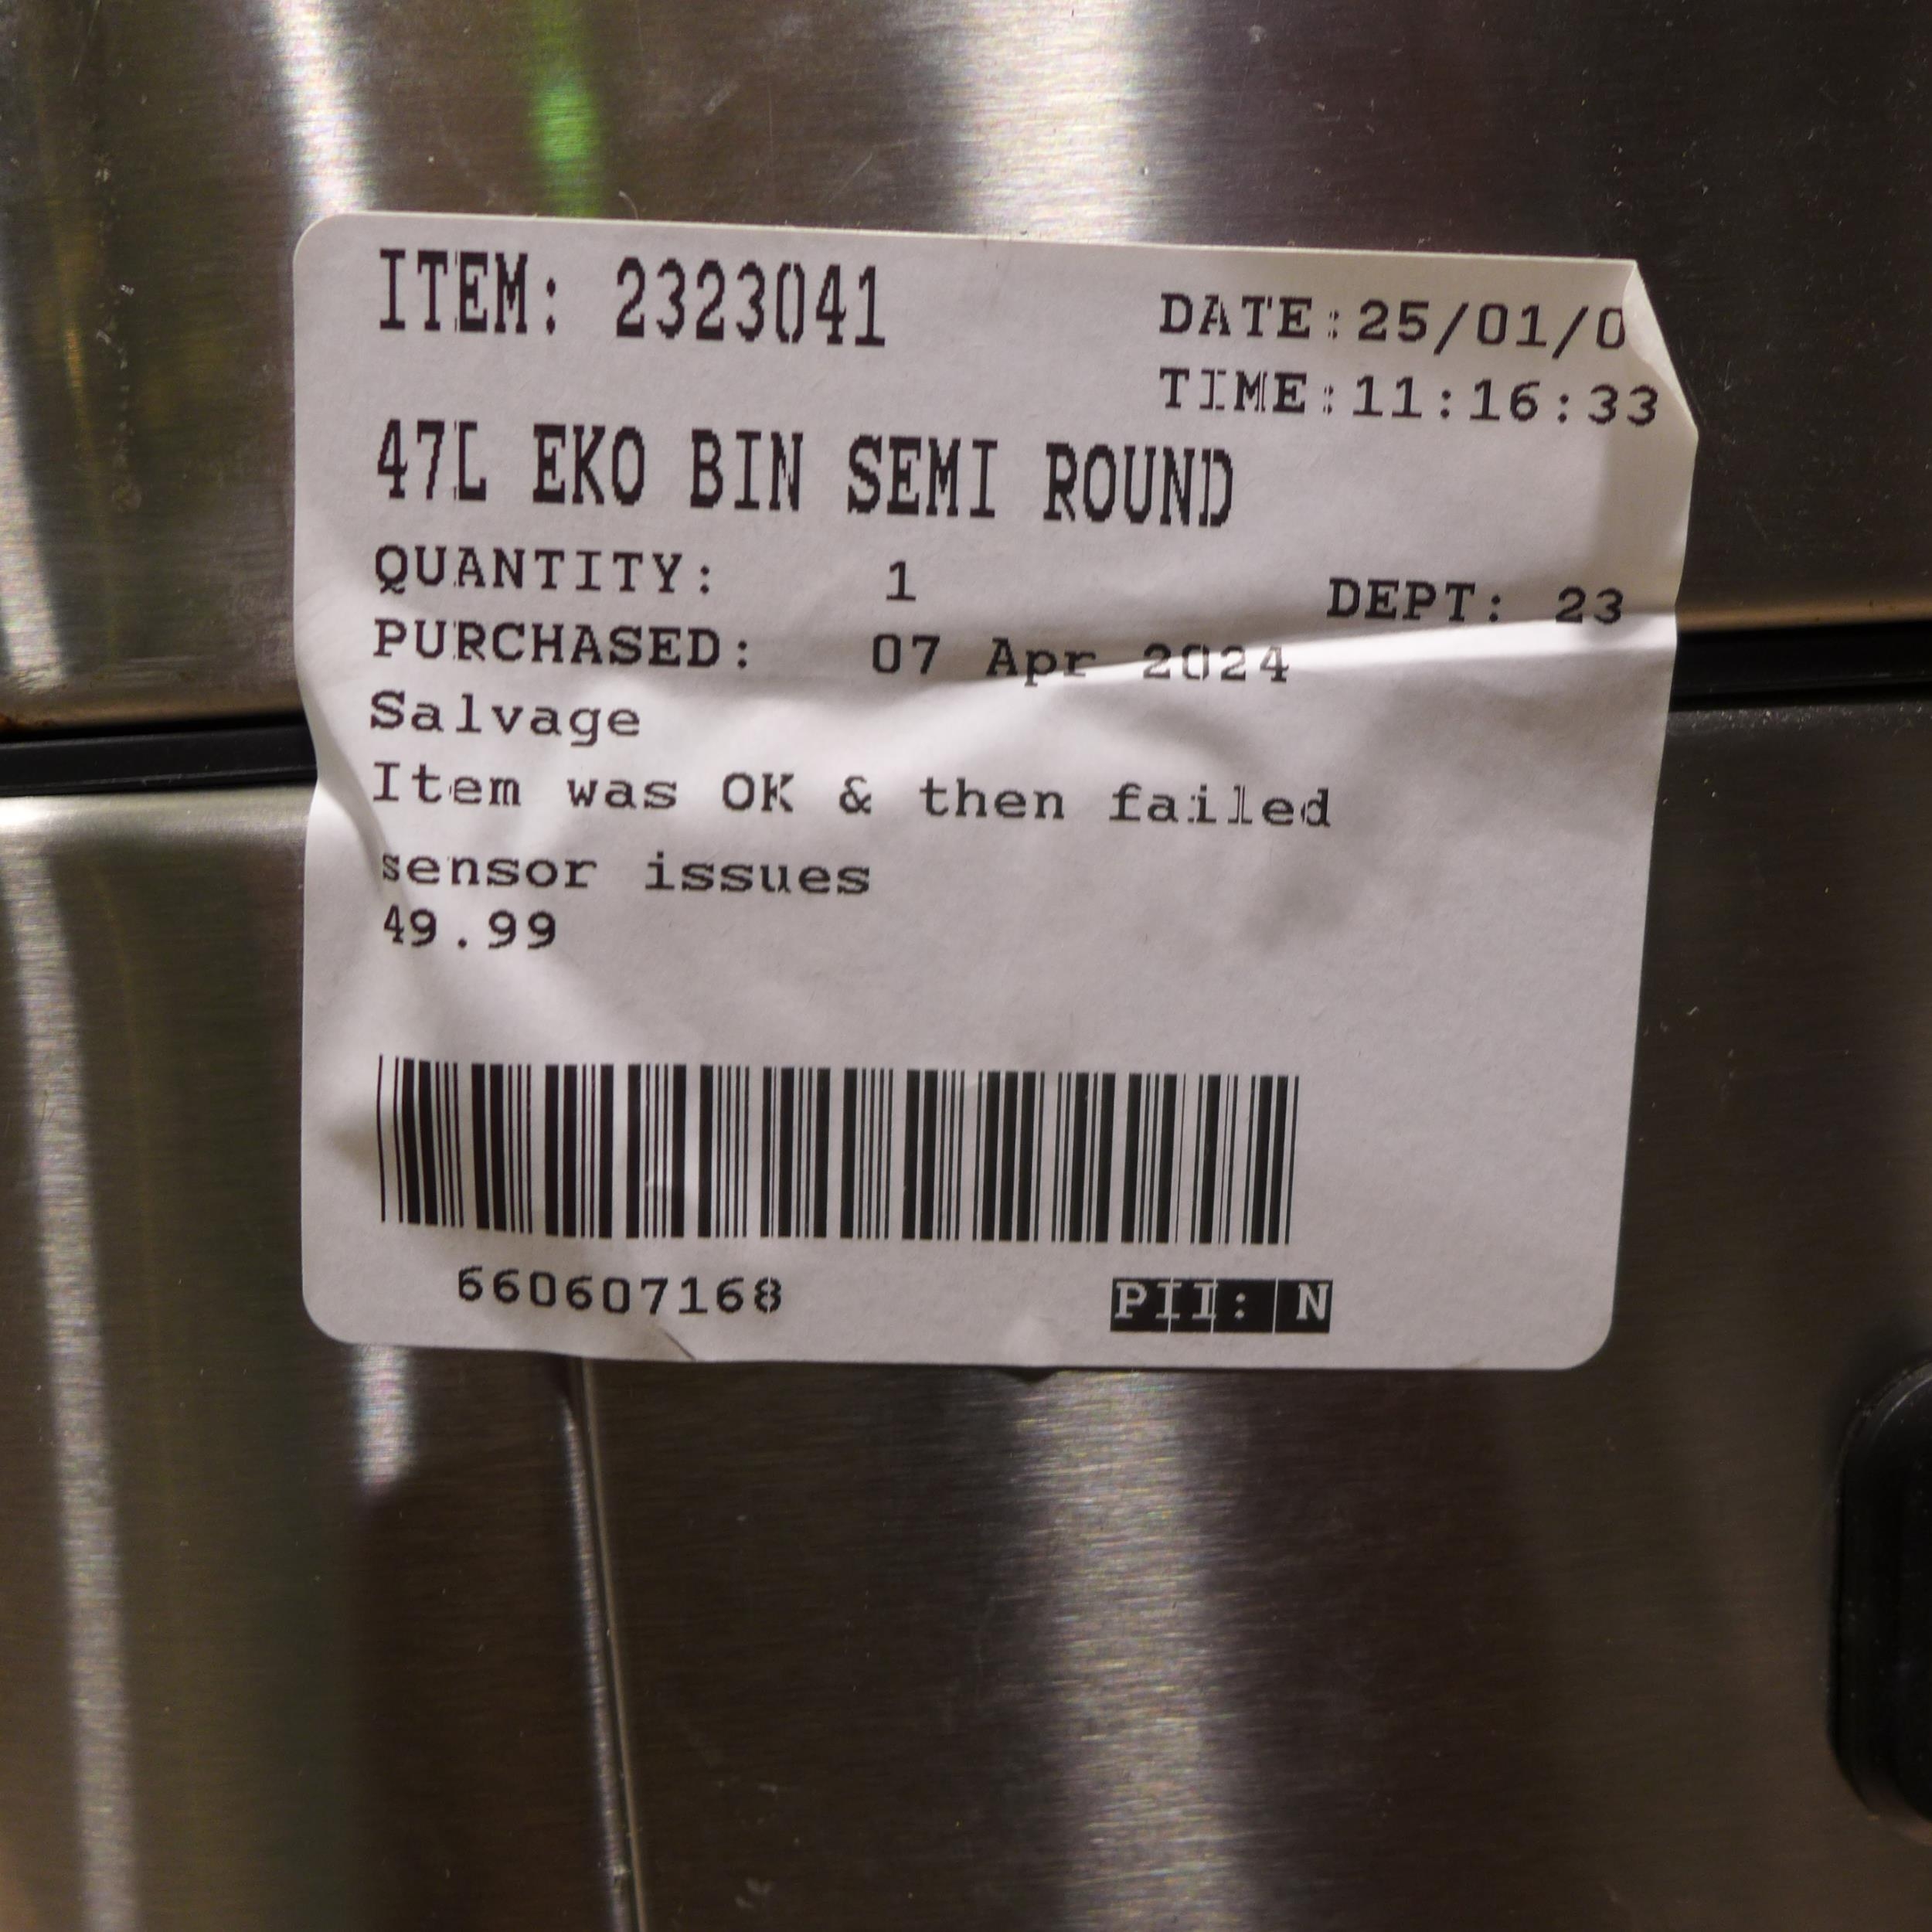 ITEM: 2323041
DATE:25/01/0
TIME:11:16:33
47L EKO BIN SEMI ROUND
QUANTITY: 1
DEPT: 23
PURCHASED: 07 Apr 2024
Salvage
Item was OK & then failed
sensor issues
49.99
660607168
PII: N